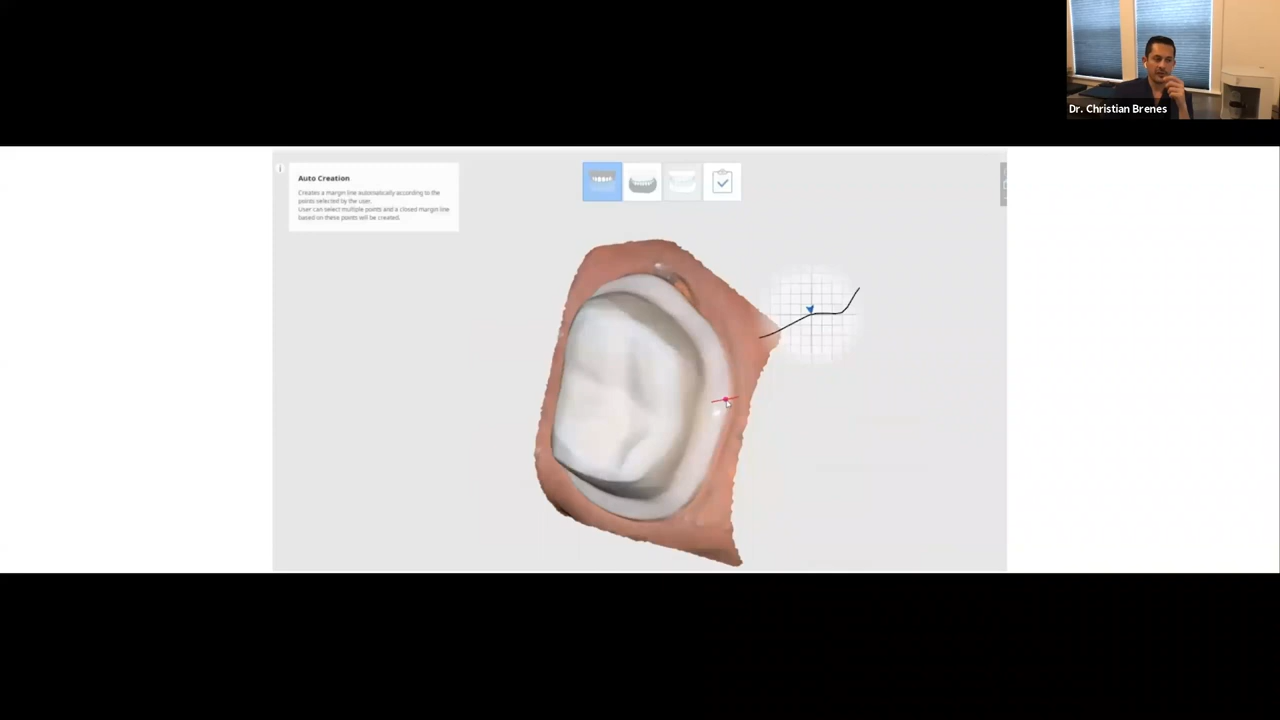 Dr. Christian Brenes
Auto Creation
Creates a margin line automatically according to the
points selected by the user.
User can select multiple points and a closed margin line
based on these points will be created.